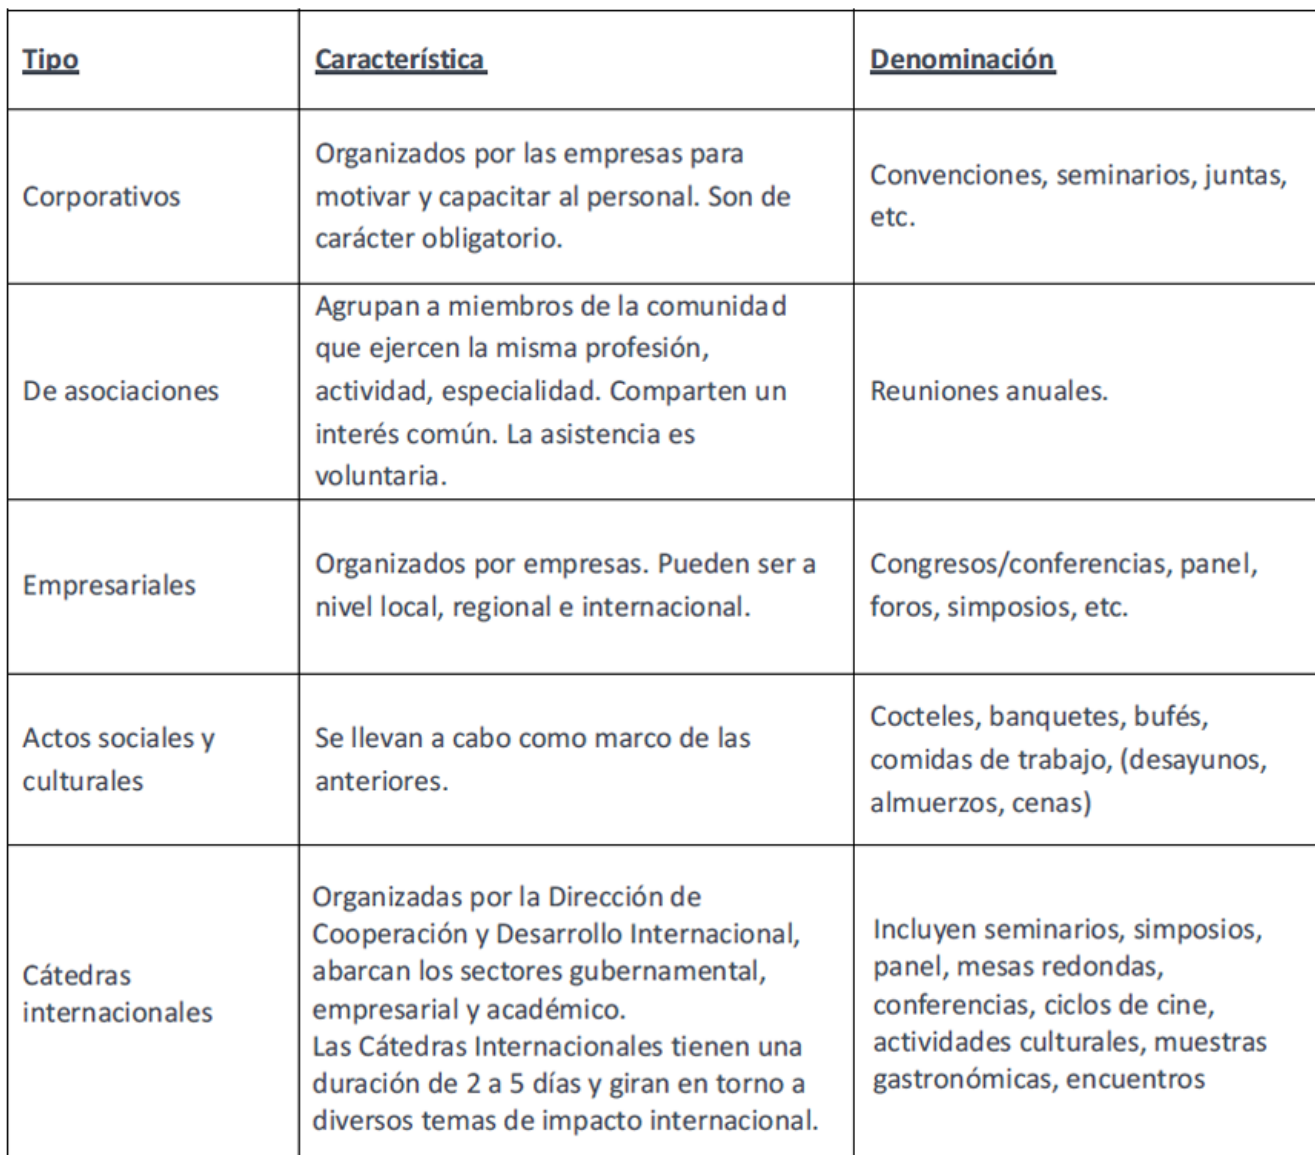 Tipo
Característica
Denominación
Corporativos
Organizados por las empresas para
motivar y capacitar al personal. Son de
carácter obligatorio.
Convenciones, seminarios, juntas,
etc.
De asociaciones
Agrupan a miembros de la comunidad
que ejercen la misma profesión,
actividad, especialidad. Comparten un
interés común. La asistencia es
voluntaria.
Reuniones anuales.
Empresariales
Organizados por empresas. Pueden ser a
nivel local, regional e internacional.
Congresos/conferencias, panel,
foros, simposios, etc.
Actos sociales y
culturales
Se llevan a cabo como marco de las
anteriores.
Cocteles, banquetes, bufés,
comidas de trabajo, (desayunos,
almuerzos, cenas)
Cátedras
internacionales
Organizadas por la Dirección de
Cooperación y Desarrollo Internacional,
abarcan los sectores gubernamental,
empresarial y académico.
Las Cátedras Internacionales tienen una
duración de 2 a 5 días y giran en torno a
diversos temas de impacto internacional.
Incluyen seminarios, simposios,
panel, mesas redondas,
conferencias, ciclos de cine,
actividades culturales, muestras
gastronómicas, encuentros